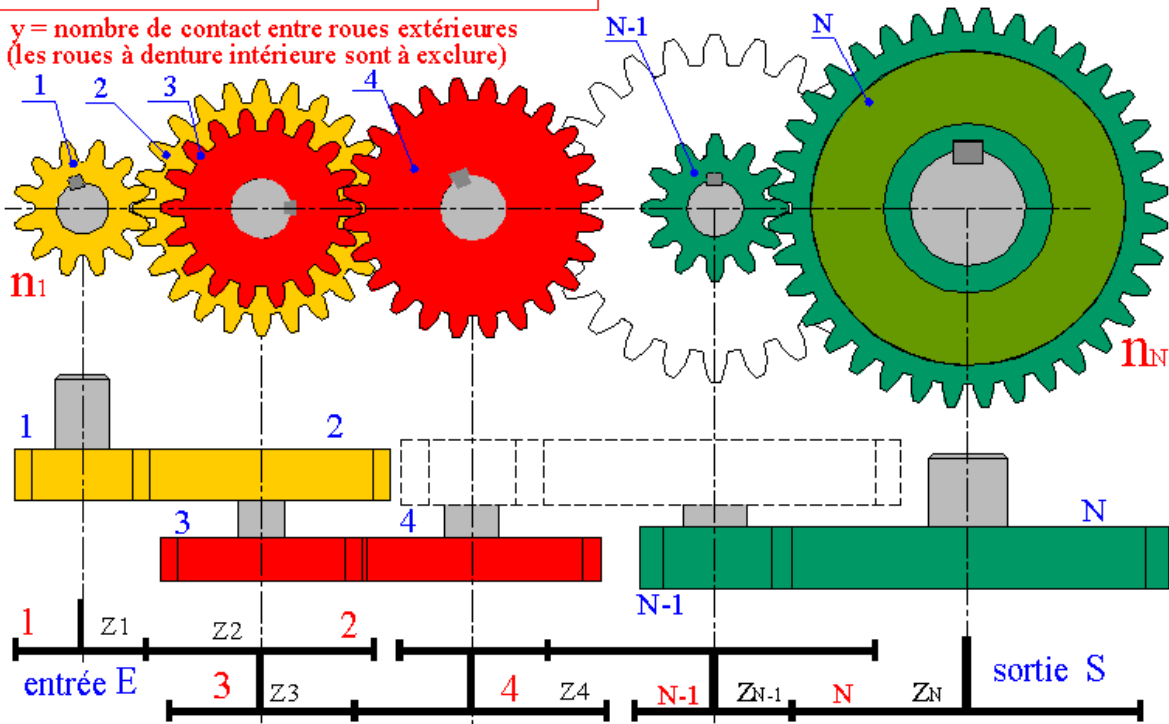 y = nombre de contact entre roues extérieures
(les roues à denture intérieure sont à exclure)
1
2
3
4
N-1
N
n1
nN
1
2
3
4
N-1
N
1
Z1
Z2
2
entrée E
sortie S
3
Z3
4
Z4
N-1
ZN-1
N
ZN